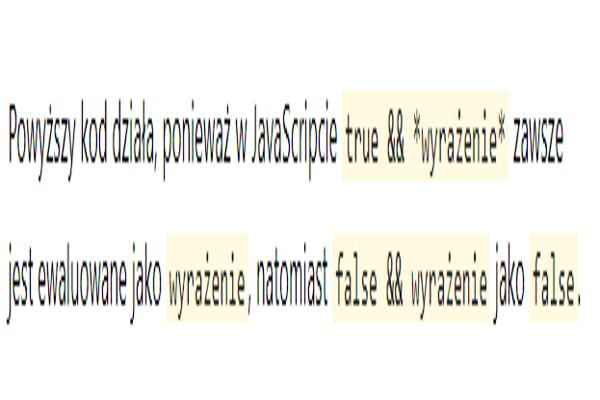 Powyższy kod działa, ponieważ w JavaScripcie true && *wyrażenie* zawsze
jest ewaluowane jako wyrażenie, natomiast false && wyrażenie jako false.